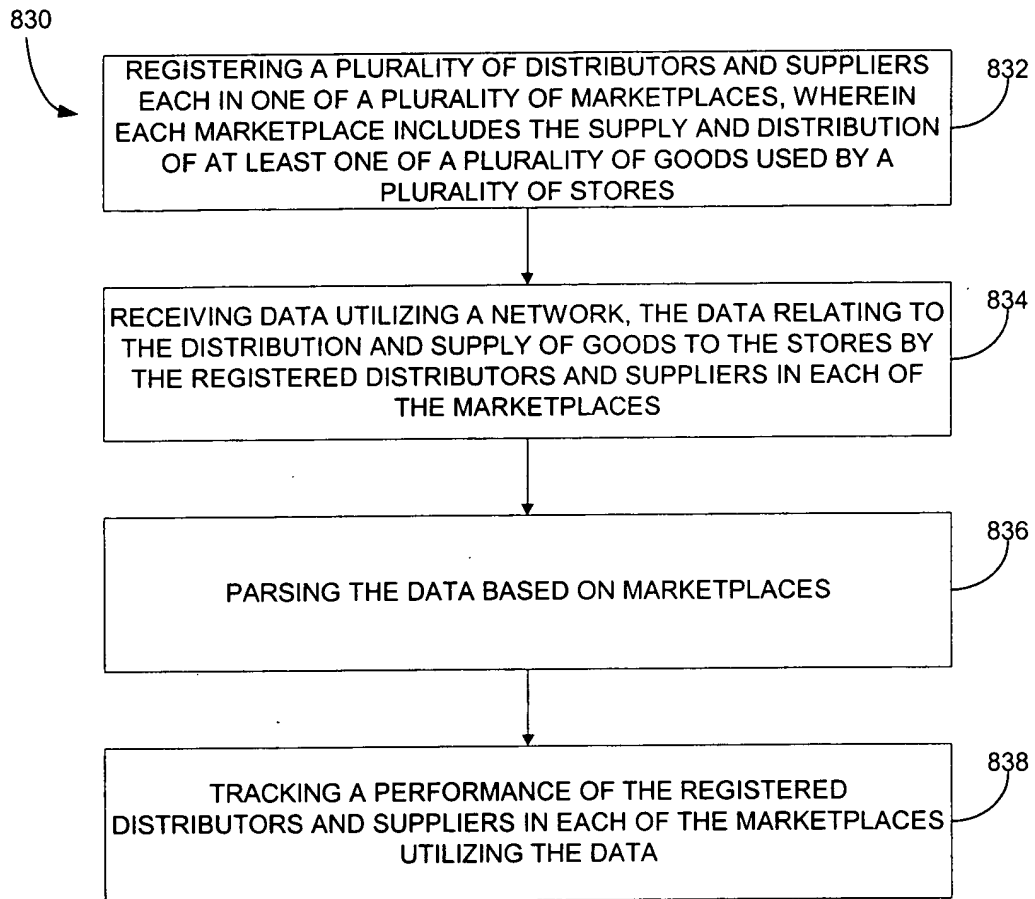 830
REGISTERING A PLURALITY OF DISTRIBUTORS AND SUPPLIERS
EACH IN ONE OF A PLURALITY OF MARKETPLACES, WHEREIN
EACH MARKETPLACE INCLUDES THE SUPPLY AND DISTRIBUTION
OF AT LEAST ONE OF A PLURALITY OF GOODS USED BY A
PLURALITY OF STORES
832
RECEIVING DATA UTILIZING A NETWORK, THE DATA RELATING TO
THE DISTRIBUTION AND SUPPLY OF GOODS TO THE STORES BY
THE REGISTERED DISTRIBUTORS AND SUPPLIERS IN EACH OF
THE MARKETPLACES
834
PARSING THE DATA BASED ON MARKETPLACES
836
TRACKING A PERFORMANCE OF THE REGISTERED
DISTRIBUTORS AND SUPPLIERS IN EACH OF THE MARKETPLACES
UTILIZING THE DATA
838